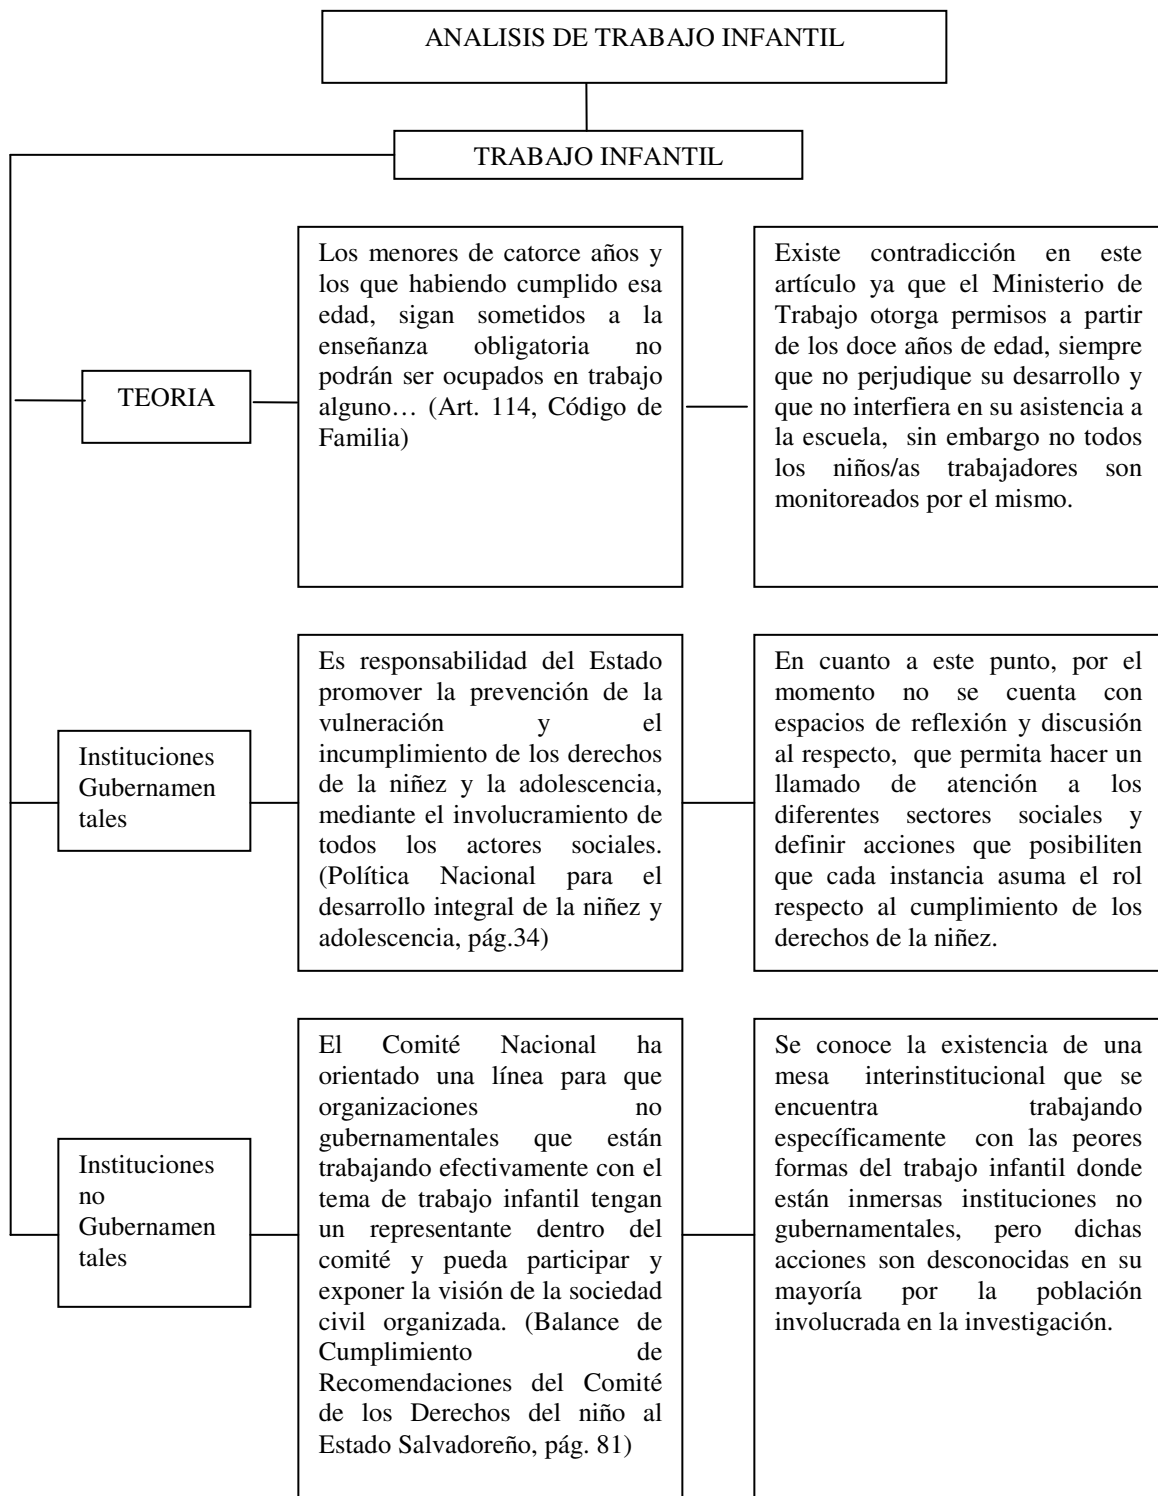 ANALISIS DE TRABAJO INFANTIL
TRABAJO INFANTIL
TEORIA
Los menores de catorce años y
los que habiendo cumplido esa
edad, sigan sometidos a la
enseñanza obligatoria no
podrán ser ocupados en trabajo
alguno… (Art. 114, Código de
Familia)
Existe contradicción en este
artículo ya que el Ministerio de
Trabajo otorga permisos a partir
de los doce años de edad, siempre
que no perjudique su desarrollo y
que no interfiera en su asistencia a
la escuela, sin embargo no todos
los niños/as trabajadores son
monitoreados por el mismo.
Instituciones
Gubernamen
tales
Es responsabilidad del Estado
promover la prevención de la
vulneración y el
incumplimiento de los derechos
de la niñez y la adolescencia,
mediante el involucramiento de
todos los actores sociales.
(Política Nacional para el
desarrollo integral de la niñez y
adolescencia, pág.34)
En cuanto a este punto, por el
momento no se cuenta con
espacios de reflexión y discusión
al respecto, que permita hacer un
llamado de atención a los
diferentes sectores sociales y
definir acciones que posibiliten
que cada instancia asuma el rol
respecto al cumplimiento de los
derechos de la niñez.
Instituciones
no
Gubernamen
tales
El Comité Nacional ha
orientado una línea para que
organizaciones no
gubernamentales que están
trabajando efectivamente con el
tema de trabajo infantil tengan
un representante dentro del
comité y pueda participar y
exponer la visión de la sociedad
civil organizada. (Balance de
Cumplimiento de
Recomendaciones del Comité
de los Derechos del niño al
Estado Salvadoreño, pág. 81)
Se conoce la existencia de una
mesa interinstitucional que se
encuentra trabajando
específicamente con las peores
formas del trabajo infantil donde
están inmersas instituciones no
gubernamentales, pero dichas
acciones son desconocidas en su
mayoría por la población
involucrada en la investigación.